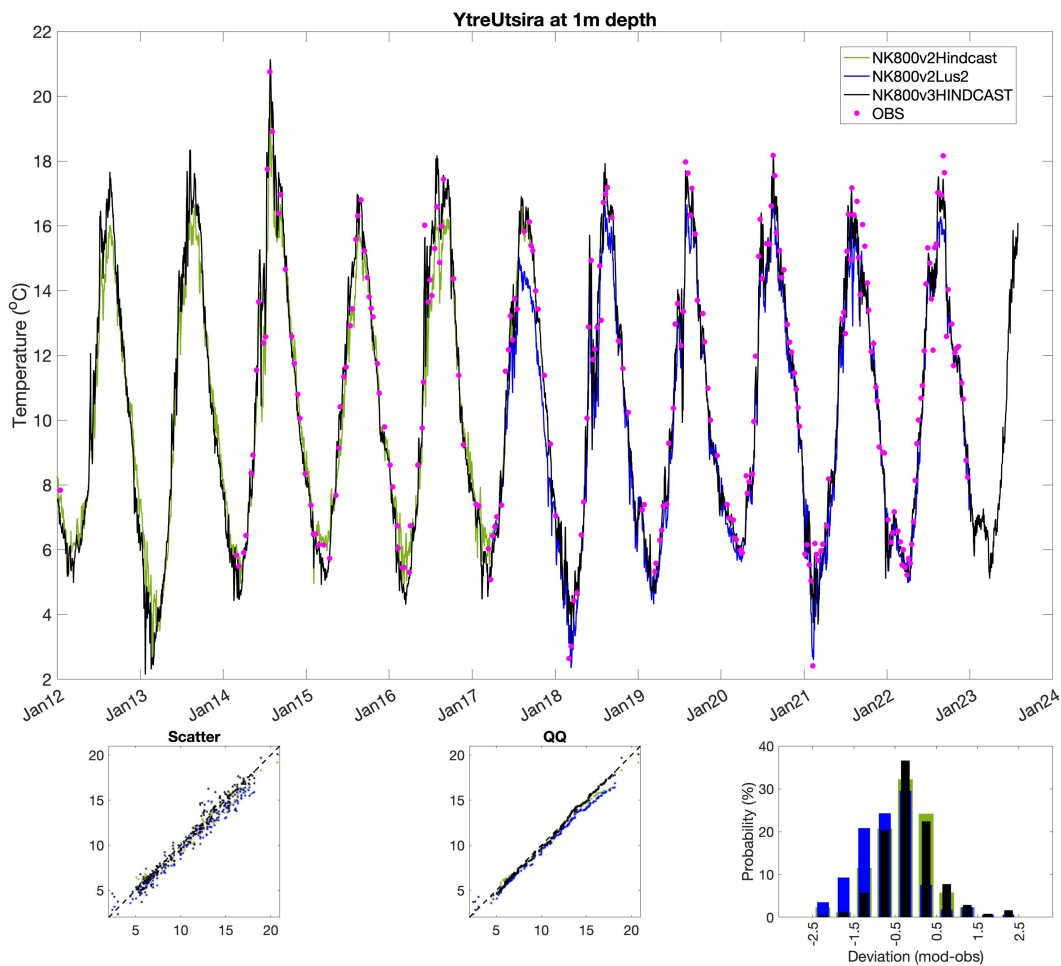 YtreUtsira at 1m depth
22
20
18
16
14
12
10
8
6
4
2
Temperature (°C)
NK800v2Hindcast
NK800v2Lus2
NK800v3HINDCAST
OBS
Jan12 Jan13 Jan14 Jan15 Jan16 Jan17 Jan18 Jan19 Jan20 Jan21 Jan22 Jan23 Jan24
Scatter
20
15
10
5
5 10 15 20
QQ
20
15
10
5
5 10 15 20
40
30
20
10
0
Probability (%)
-2.5 -1.5 -0.5 0.5 1.5 2.5
Deviation (mod-obs)